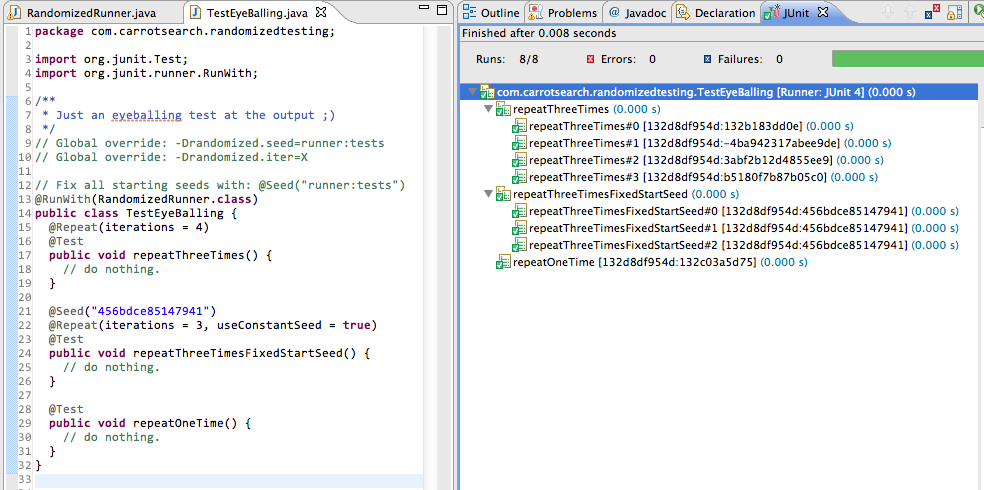 RandomizedRunner.java
TestEyeBalling.java
1 package com.carrotsearch.randomizedtesting;
2
3 import org.junit.Test;
4 import org.junit.runner.RunWith;
5
6 /**
7  * Just an eyeballing test at the output ;)
8  */
9 // Global override: -Drandomized.seed=runner:tests
10 // Global override: -Drandomized.iter=X
11
12 // Fix all starting seeds with: @Seed("runner:tests")
13 @RunWith(RandomizedRunner.class)
14 public class TestEyeBalling {
15   @Repeat(iterations = 4)
16   @Test
17   public void repeatThreeTimes() {
18     // do nothing.
19   }
20
21   @Seed("456bdce85147941")
22   @Repeat(iterations = 3, useConstantSeed = true)
23   @Test
24   public void repeatThreeTimesFixedStartSeed() {
25     // do nothing.
26   }
27
28   @Test
29   public void repeatOneTime() {
30     // do nothing.
31   }
32 }
33
Outline
Problems
@ Javadoc
Declaration
JUnit
Finished after 0.008 seconds
Runs: 8/8
Errors: 0
Failures: 0
com.carrotsearch.randomizedtesting.TestEyeBalling [Runner: JUnit 4] (0.000 s)
repeatThreeTimes (0.000 s)
repeatThreeTimes#0 [132d8df954d:132b183dd0e] (0.000 s)
repeatThreeTimes#1 [132d8df954d:-4ba942317abee9de] (0.000 s)
repeatThreeTimes#2 [132d8df954d:3abf2b12d4855ee9] (0.000 s)
repeatThreeTimes#3 [132d8df954d:b5180f7b87b05c0] (0.000 s)
repeatThreeTimesFixedStartSeed (0.000 s)
repeatThreeTimesFixedStartSeed#0 [132d8df954d:456bdce85147941] (0.000 s)
repeatThreeTimesFixedStartSeed#1 [132d8df954d:456bdce85147941] (0.000 s)
repeatThreeTimesFixedStartSeed#2 [132d8df954d:456bdce85147941] (0.000 s)
repeatOneTime [132d8df954d:132c03a5d75] (0.000 s)